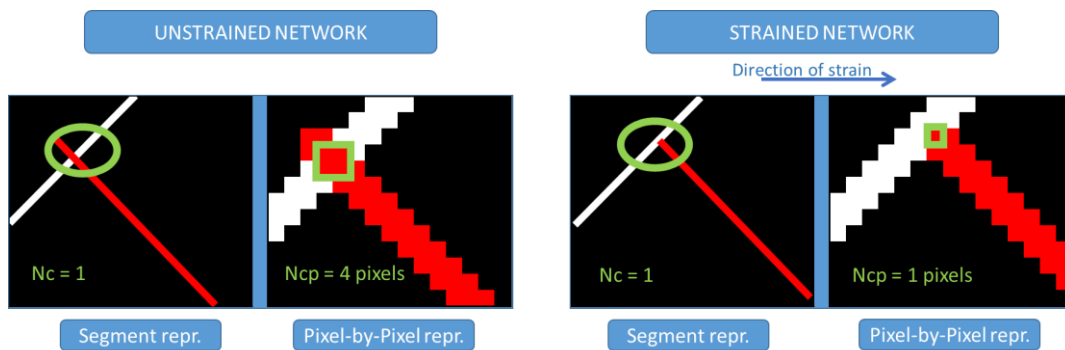 UNSTRAINED NETWORK
STRAINED NETWORK
Direction of strain
Nc = 1
Ncp = 4 pixels
Nc = 1
Ncp = 1 pixels
Segment repr.
Pixel-by-Pixel repr.
Segment repr.
Pixel-by-Pixel repr.